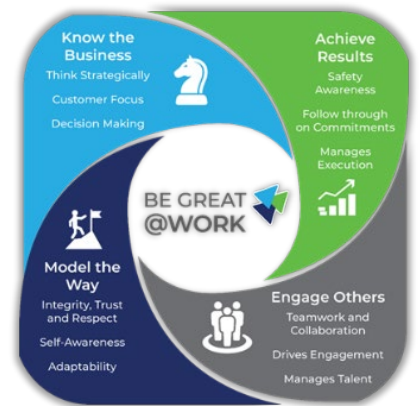 Know the
Business
Think Strategically
Customer Focus
Decision Making
Achieve
Results
Safety
Awareness
Follow through
on Commitments
Manages
Execution
BE GREAT
@WORK
Model the
Way
Integrity, Trust
and Respect
Self-Awareness
Adaptability
Engage Others
Teamwork and
Collaboration
Drives Engagement
Manages Talent